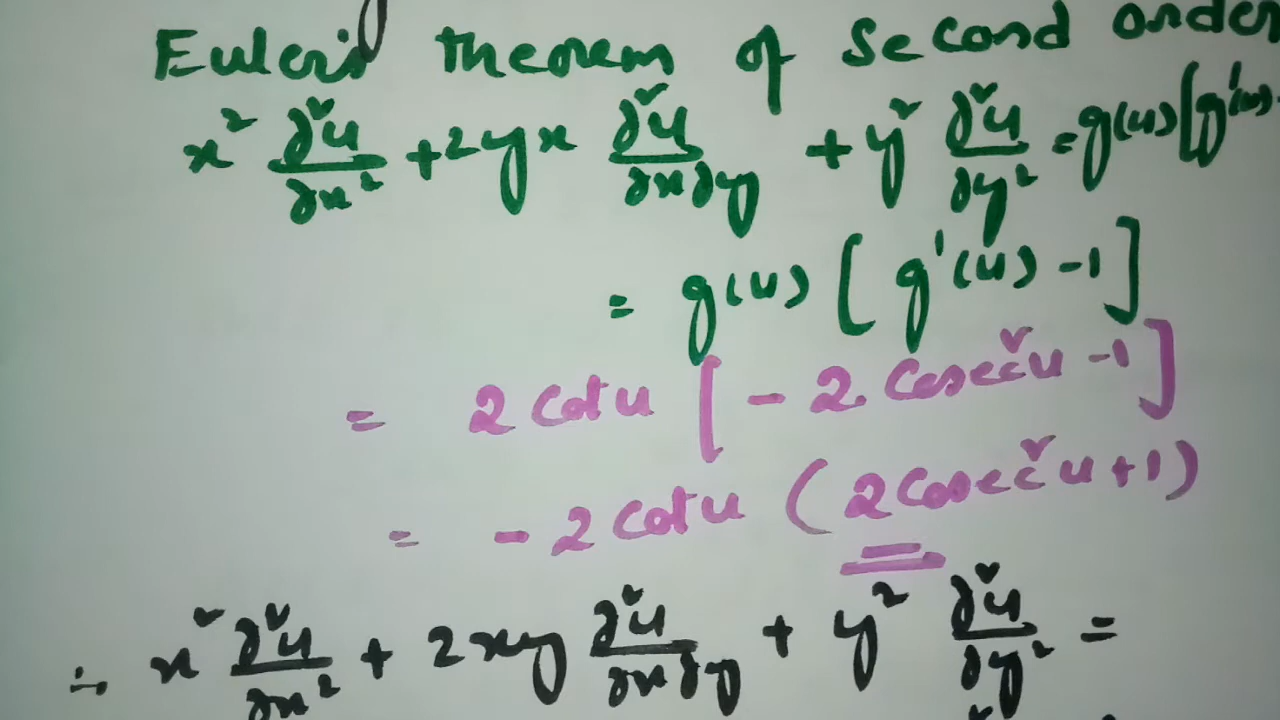 Euler's theorem of Second order
x² ∂²u/∂x² + 2yx ∂²u/∂x∂y + y² ∂²u/∂y² = g(u)[g'(u)-
= g(u) [ g'(u) -1 ]
= 2 Cot u [ - 2 Cosec²u -1 ]
= - 2 Cot u ( 2 Cosec²u +1 )
∴ x² ∂²u/∂x² + 2xy ∂²u/∂x∂y + y² ∂²u/∂y² =